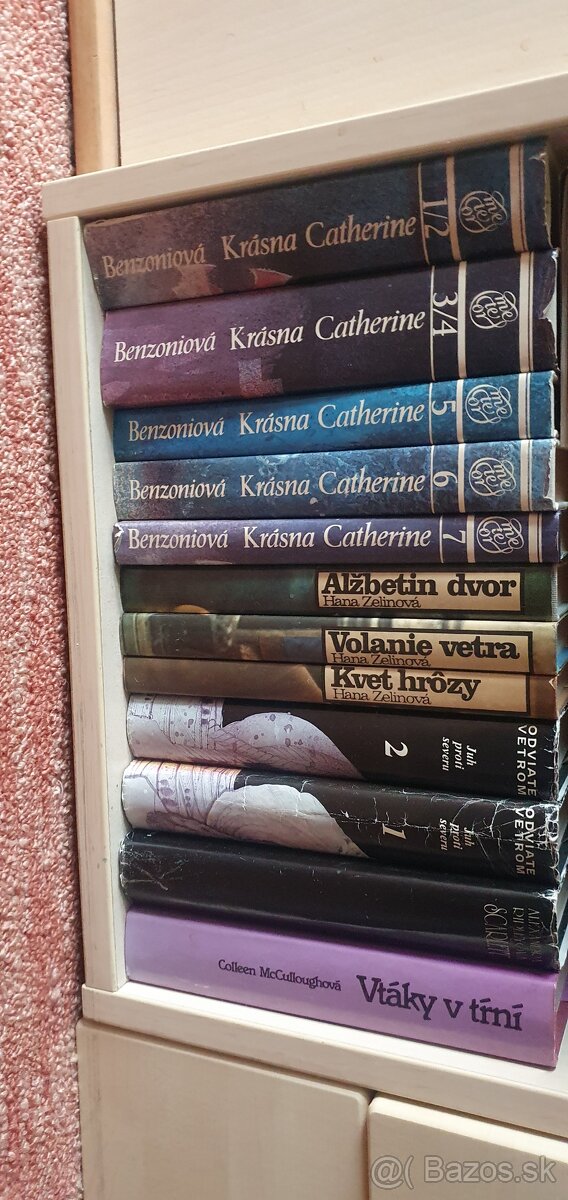 Benzoniová Krásna Catherine 1/2
Benzoniová Krásna Catherine 3/4
Benzoniová Krásna Catherine 5
Benzoniová Krásna Catherine 6
Benzoniová Krásna Catherine 7
Alžbetin dvor
Hana Zelinová
Volanie vetra
Hana Zelinová
Kvet hrôzy
Hana Zelinová
2
Juh
proti
severu
ODVIATE
VETROM
1
Juh
proti
severu
ODVIATE
VETROM
SCARLETT
Colleen McCulloughová Vtáky v tŕní
@( Bazos.sk